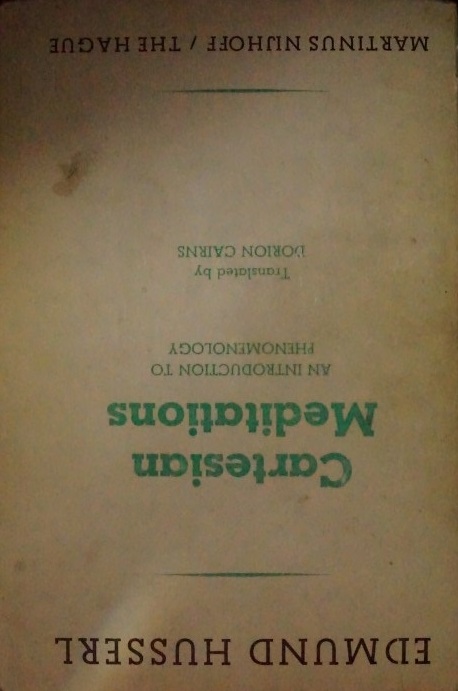 EDMUND HUSSERL
Cartesian
Meditations
AN INTRODUCTION TO
PHENOMENOLOGY
Translated by
DORION CAIRNS
MARTINUS NIJHOFF / THE HAGUE